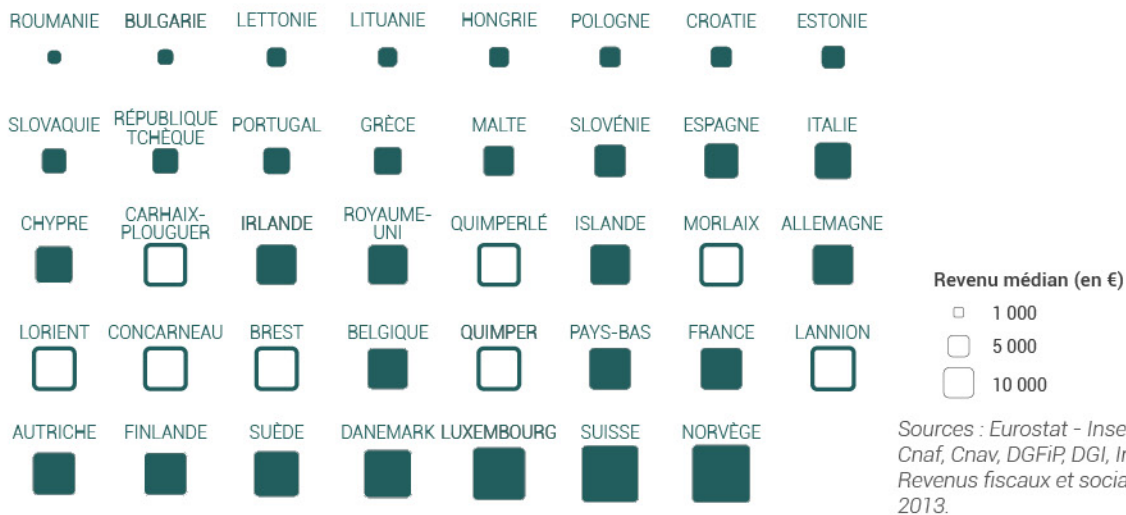 ROUMANIE BULGARIE LETTONIE LITUANIE HONGRIE POLOGNE CROATIE ESTONIE
SLOVAQUIE RÉPUBLIQUE TCHÈQUE PORTUGAL GRÈCE MALTE SLOVÉNIE ESPAGNE ITALIE
CHYPRE CARHAIX-PLOUGUER IRLANDE ROYAUME-UNI QUIMPERLÉ ISLANDE MORLAIX ALLEMAGNE
LORIENT CONCARNEAU BREST BELGIQUE QUIMPER PAYS-BAS FRANCE LANNION
AUTRICHE FINLANDE SUÈDE DANEMARK LUXEMBOURG SUISSE NORVÈGE
Revenu médian (en €)
1 000
5 000
10 000
Sources : Eurostat - Inse
Cnaf, Cnav, DGFiP, DGI, In
Revenus fiscaux et socia
2013.